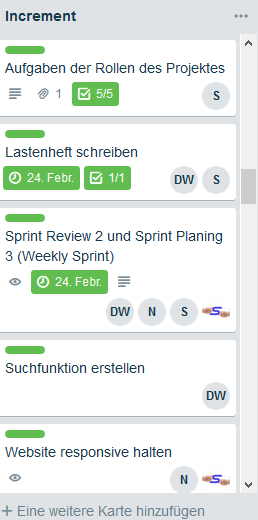 Increment
Aufgaben der Rollen des Projektes
1 5/5
S
Lastenheft schreiben
24. Febr. 1/1
DW S
Sprint Review 2 und Sprint Planing
3 (Weekly Sprint)
24. Febr.
DW N S S
Suchfunktion erstellen
DW
Website responsive halten
N S
+ Eine weitere Karte hinzufügen